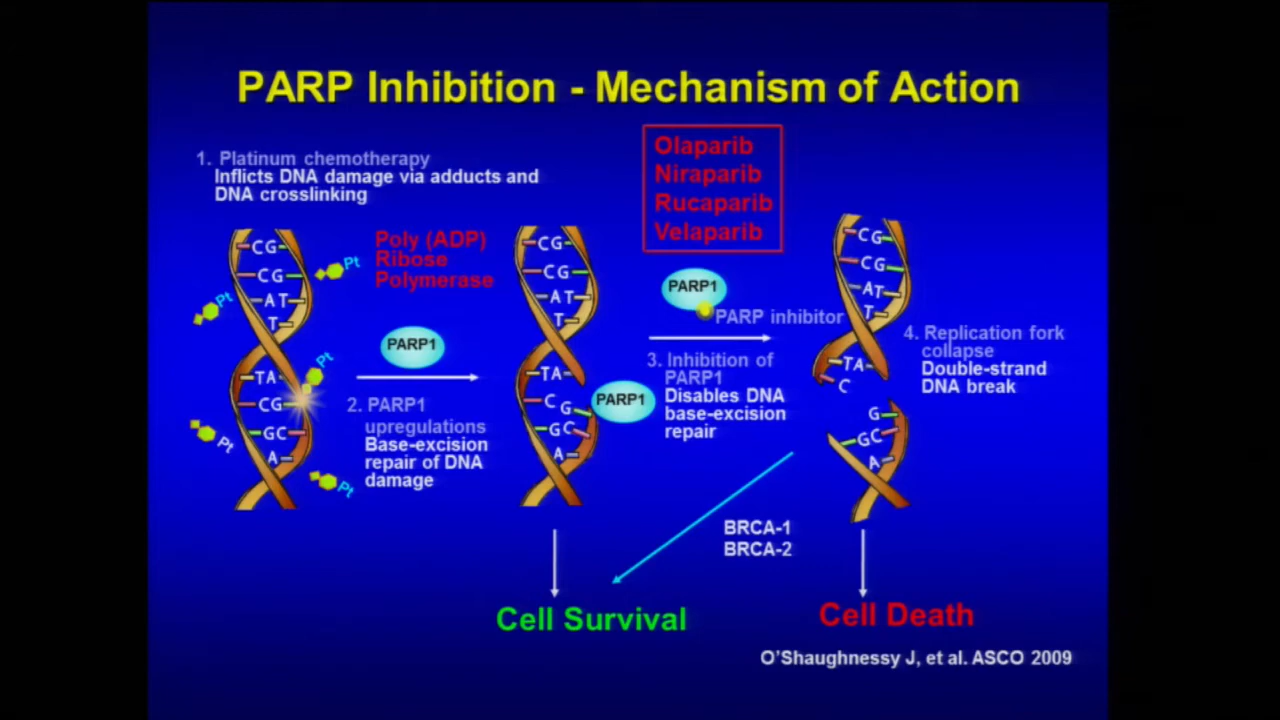 PARP Inhibition - Mechanism of Action
1. Platinum chemotherapy
Inflicts DNA damage via adducts and
DNA crosslinking
Olaparib
Niraparib
Rucaparib
Velaparib
Poly (ADP)
Ribose
Polymerase
CG
CG
AT
T
TA
CG
GC
A
Pt
Pt
Pt
Pt
Pt
PARP1
2. PARP1
upregulations
Base-excision
repair of DNA
damage
CG
CG
AT
T
TA
C G
GC
A
PARP1
PARP1
PARP inhibitor
3. Inhibition of
PARP1
Disables DNA
base-excision
repair
CG
CG
AT
T
TA
C
G
GC
A
4. Replication fork
collapse
Double-strand
DNA break
BRCA-1
BRCA-2
Cell Survival
Cell Death
O'Shaughnessy J, et al. ASCO 2009